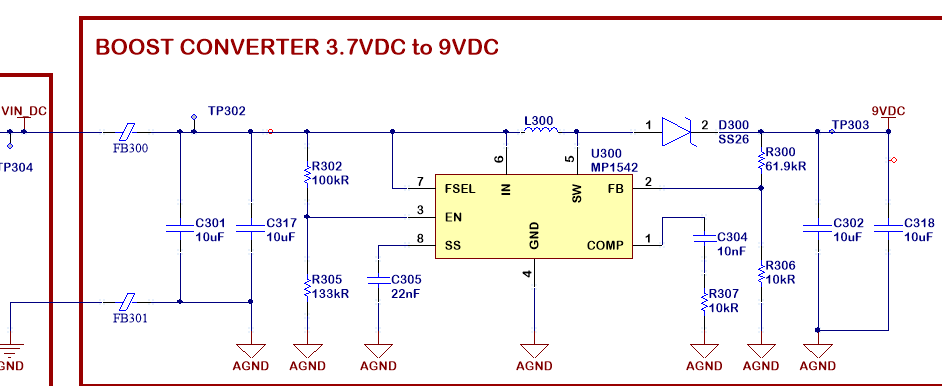 BOOST CONVERTER 3.7VDC to 9VDC
VIN_DC
TP302
L300
9VDC
1
2
D300
SS26
TP303
FB300
TP304
R302
100kR
6
5
U300
MP1542
R300
61.9kR
7
FSEL
IN
SW
FB
2
3
EN
C301
10uF
C317
10uF
8
SS
GND
COMP
1
C304
10nF
C302
10uF
C318
10uF
R305
133kR
C305
22nF
4
R306
10kR
R307
10kR
FB301
GND
AGND
AGND
AGND
AGND
AGND
AGND
AGND